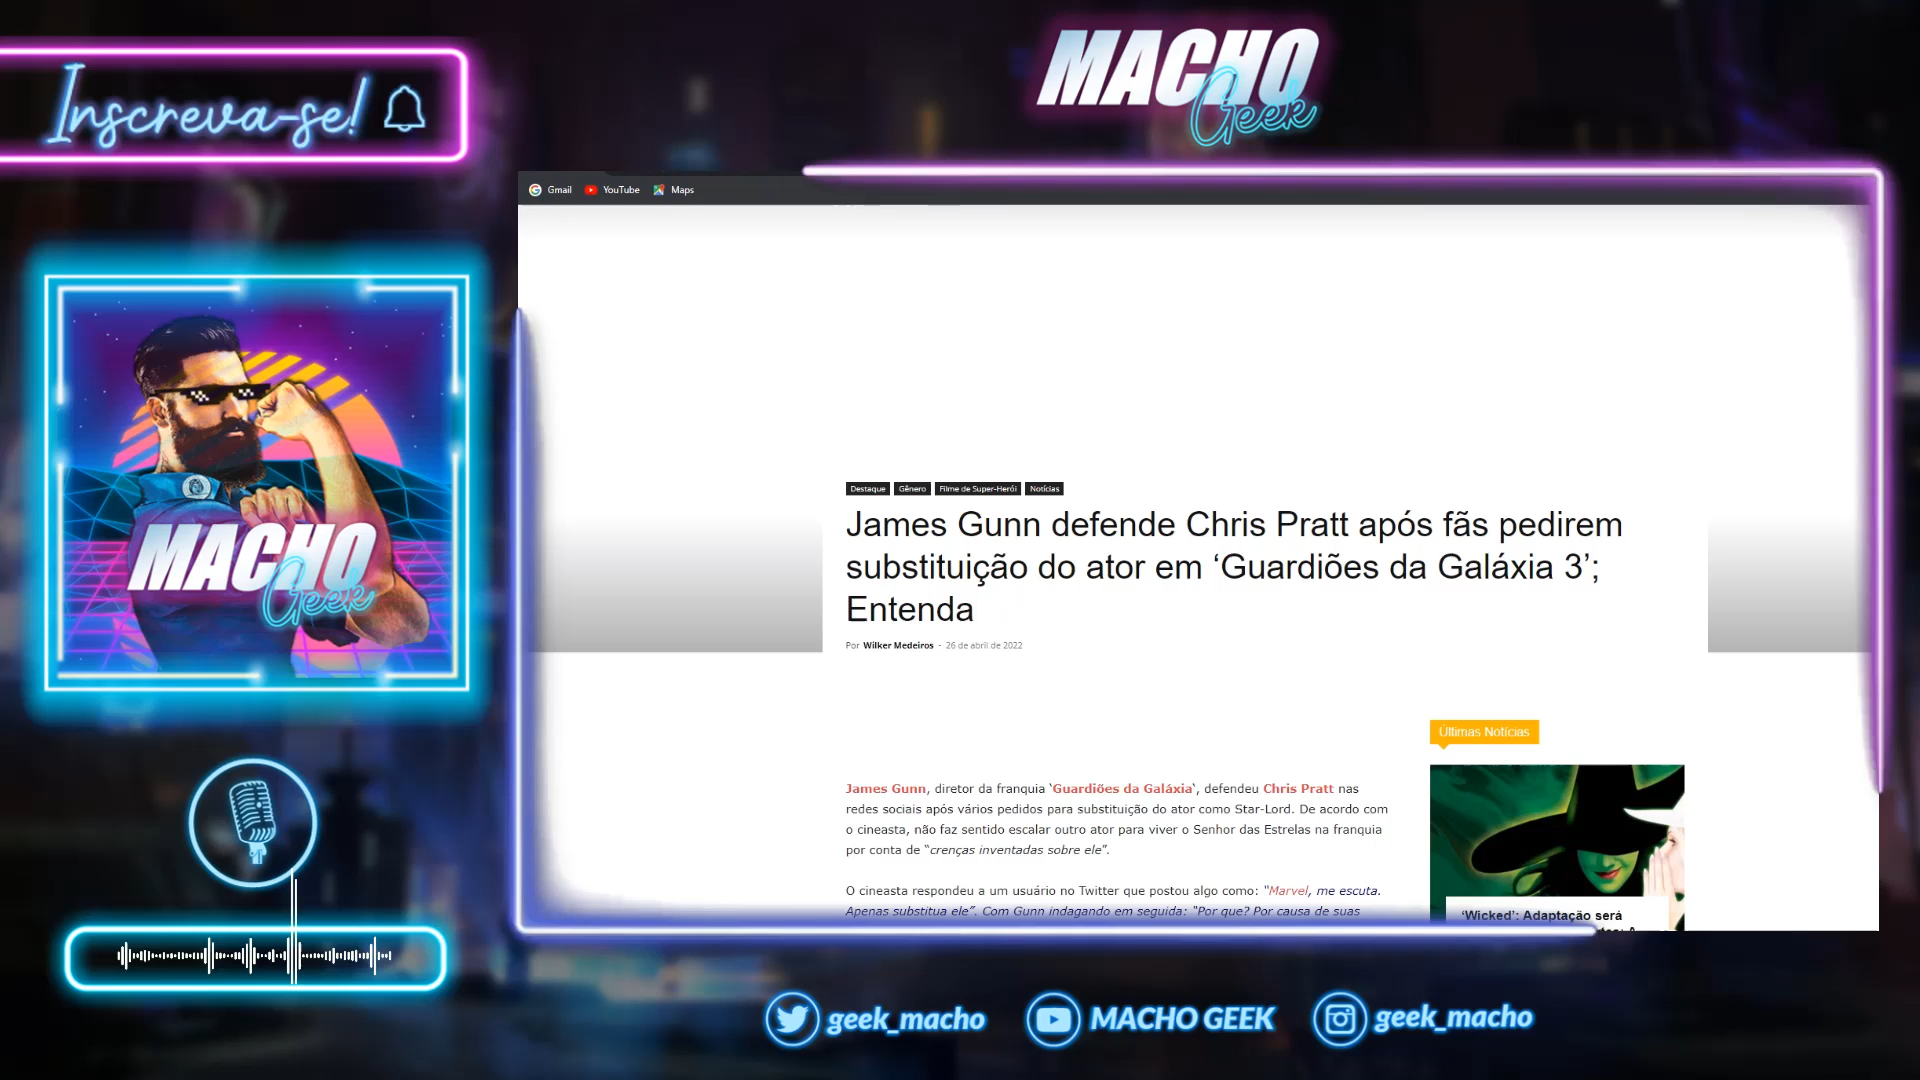 Inscreva-se!
MACHO
Geek
Gmail
YouTube
Maps
MACHO
Geek
Destaque
Gênero
Filme de Super-Herói
Notícias
James Gunn defende Chris Pratt após fãs pedirem
substituição do ator em ‘Guardiões da Galáxia 3’;
Entenda
Por Wilker Medeiros - 26 de abril de 2022
Últimas Notícias
James Gunn, diretor da franquia ‘Guardiões da Galáxia‘, defendeu Chris Pratt nas
redes sociais após vários pedidos para substituição do ator como Star-Lord. De acordo com
o cineasta, não faz sentido escalar outro ator para viver o Senhor das Estrelas na franquia
por conta de “crenças inventadas sobre ele”.
O cineasta respondeu a um usuário no Twitter que postou algo como: “Marvel, me escuta.
Apenas substitua ele”. Com Gunn indagando em seguida: “Por que? Por causa de suas
‘Wicked’: Adaptação será
geek_macho
MACHO GEEK
geek_macho